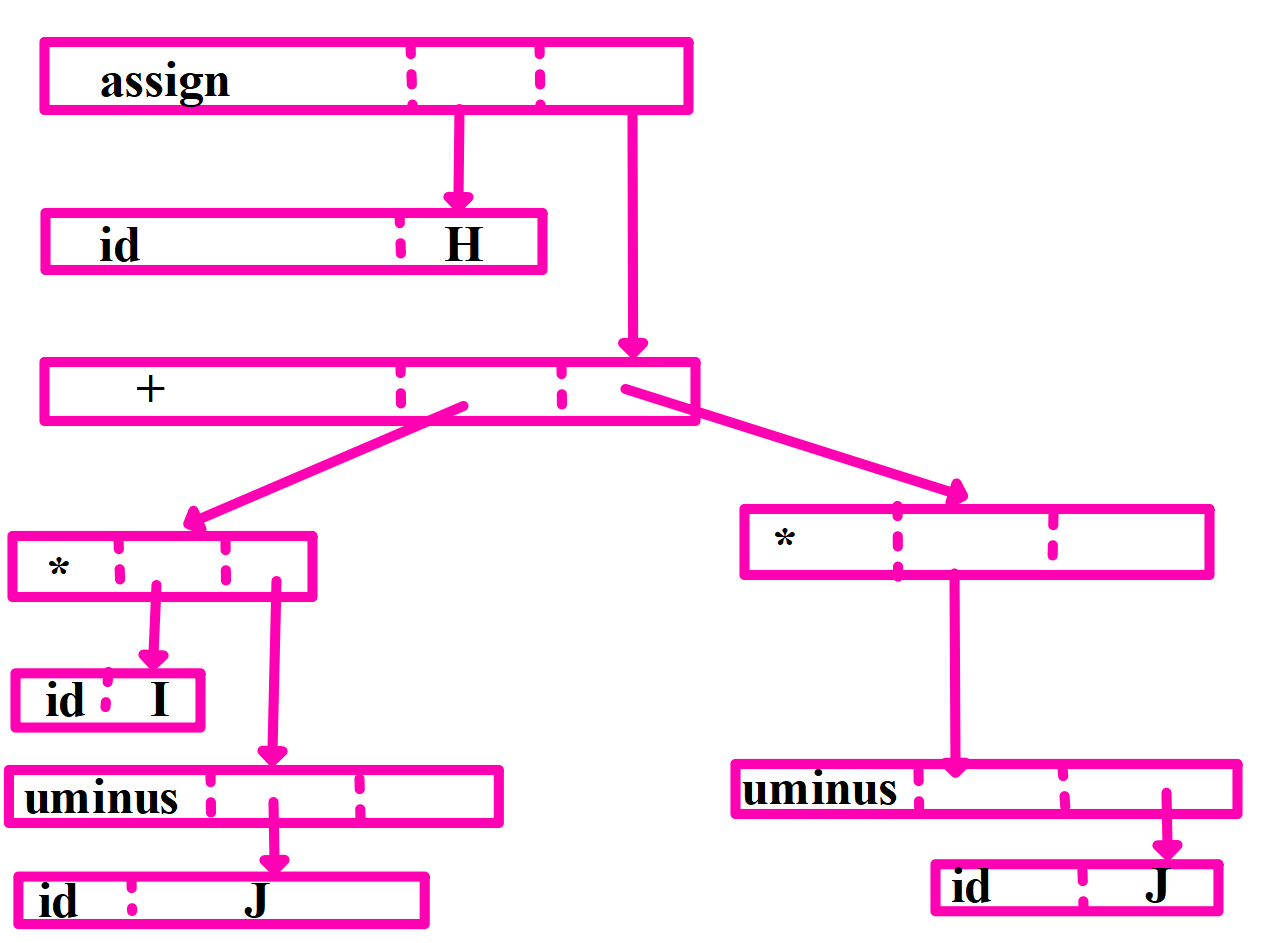 assign
id H
+
* *
id I
uminus uminus
id J id J